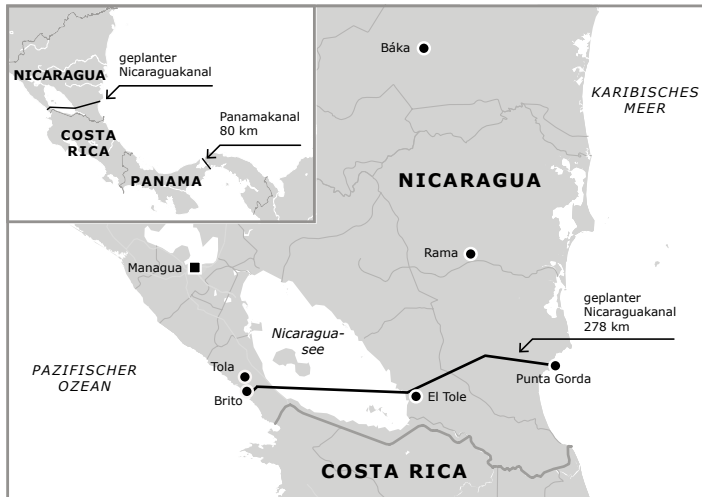 geplanter
Nicaraguakanal
NICARAGUA
COSTA
RICA
Panamakanal
80 km
PANAMA
Báka
KARIBISCHES
MEER
NICARAGUA
Rama
Managua
geplanter
Nicaraguakanal
278 km
Nicaragua-
see
PAZIFISCHER
OZEAN
Tola
Brito
El Tole
Punta Gorda
COSTA RICA